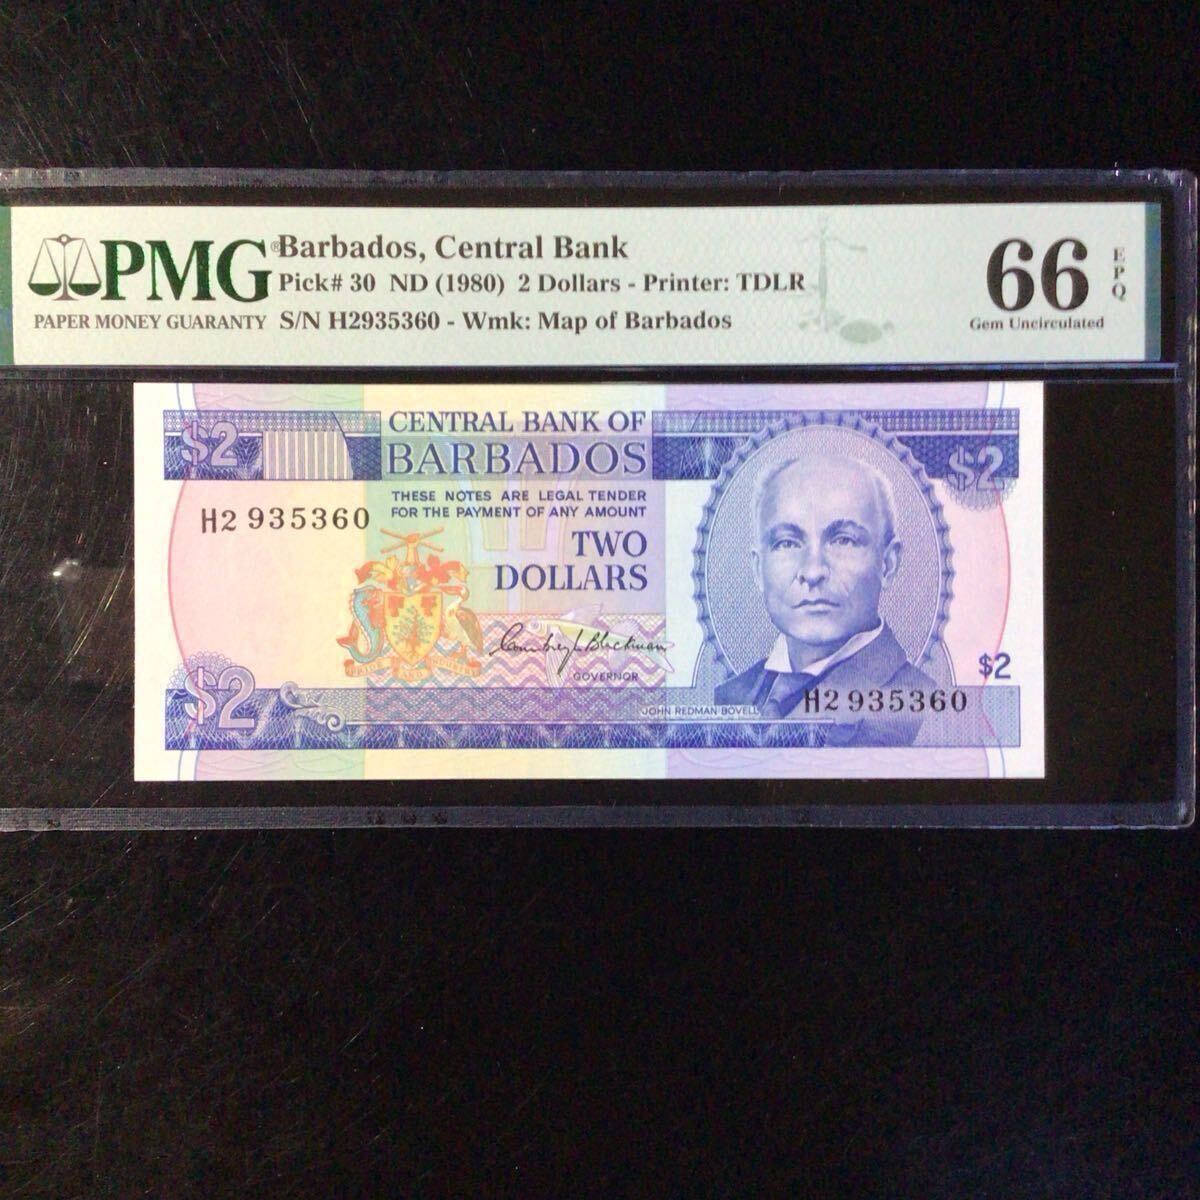 PMG®
PAPER MONEY GUARANTY
Barbados, Central Bank
Pick# 30 ND (1980) 2 Dollars - Printer: TDLR
S/N H2935360 - Wmk: Map of Barbados
66 EPQ
Gem Uncirculated
$2
CENTRAL BANK OF
BARBADOS
$2
THESE NOTES ARE LEGAL TENDER
FOR THE PAYMENT OF ANY AMOUNT
H2 935360
TWO
DOLLARS
GOVERNOR
$2
$2
JOHN REDMAN BOVELL
H2 935360